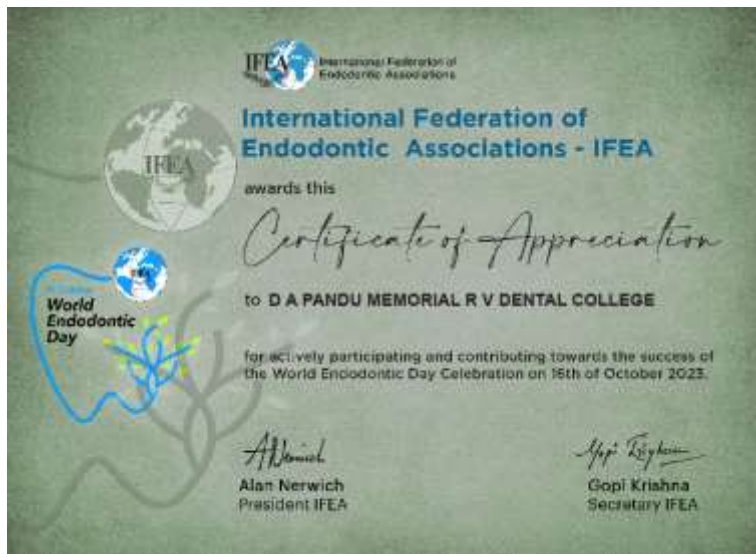 IFEA
International Federation of
Endodontic Associations
International Federation of
Endodontic Associations - IFEA
IFEA
awards this
Certificate of Appreciation
World
Endodontic
Day
to D A PANDU MEMORIAL R V DENTAL COLLEGE
for actively participating and contributing towards the success of
the World Endodontic Day Celebration on 16th of October 2023.
Alan Nerwich
President IFEA
Gopi Krishna
Secretary IFEA